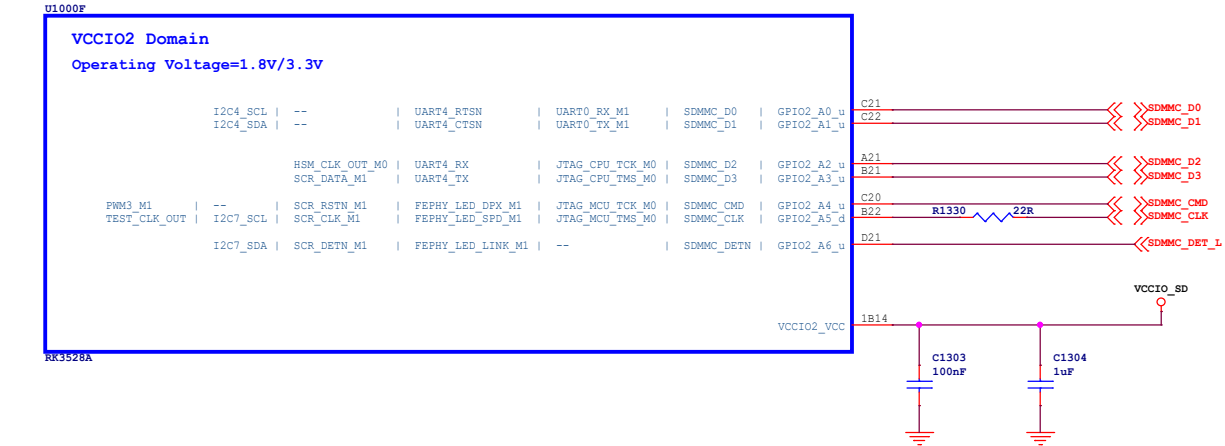 U1000F
VCCIO2 Domain
Operating Voltage=1.8V/3.3V
I2C4_SCL | -- | UART4_RTSN | UART0_RX_M1 | SDMMC_D0 | GPIO2_A0_u C21 SDMMC_D0
I2C4_SDA | -- | UART4_CTSN | UART0_TX_M1 | SDMMC_D1 | GPIO2_A1_u C22 SDMMC_D1
HSM_CLK_OUT_M0 | UART4_RX | JTAG_CPU_TCK_M0 | SDMMC_D2 | GPIO2_A2_u A21 SDMMC_D2
SCR_DATA_M1 | UART4_TX | JTAG_CPU_TMS_M0 | SDMMC_D3 | GPIO2_A3_u B21 SDMMC_D3
PWM3_M1 | -- | SCR_RSTN_M1 | FEPHY_LED_DPX_M1 | JTAG_MCU_TCK_M0 | SDMMC_CMD | GPIO2_A4_u C20 SDMMC_CMD
TEST_CLK_OUT | I2C7_SCL | SCR_CLK_M1 | FEPHY_LED_SPD_M1 | JTAG_MCU_TMS_M0 | SDMMC_CLK | GPIO2_A5_d B22 R1330 22R SDMMC_CLK
I2C7_SDA | SCR_DETN_M1 | FEPHY_LED_LINK_M1 | -- | SDMMC_DETN | GPIO2_A6_u D21 SDMMC_DET_L
VCCIO_SD
VCCIO2_VCC 1B14
RK3528A
C1303 C1304
100nF 1uF